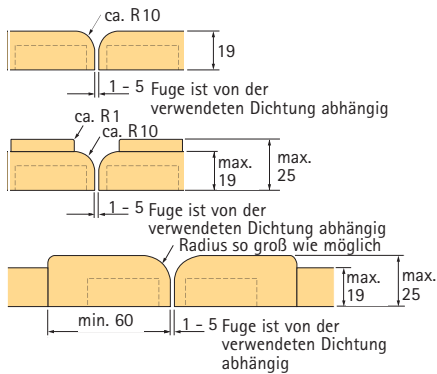 ca. R10
19
1 - 5 Fuge ist von der
verwendeten Dichtung abhängig
ca. R1
ca. R10
max.
19
max.
25
1 - 5 Fuge ist von der
verwendeten Dichtung abhängig
Radius so groß wie möglich
max.
19
max.
25
min. 60
1 - 5 Fuge ist von der
verwendeten Dichtung
abhängig